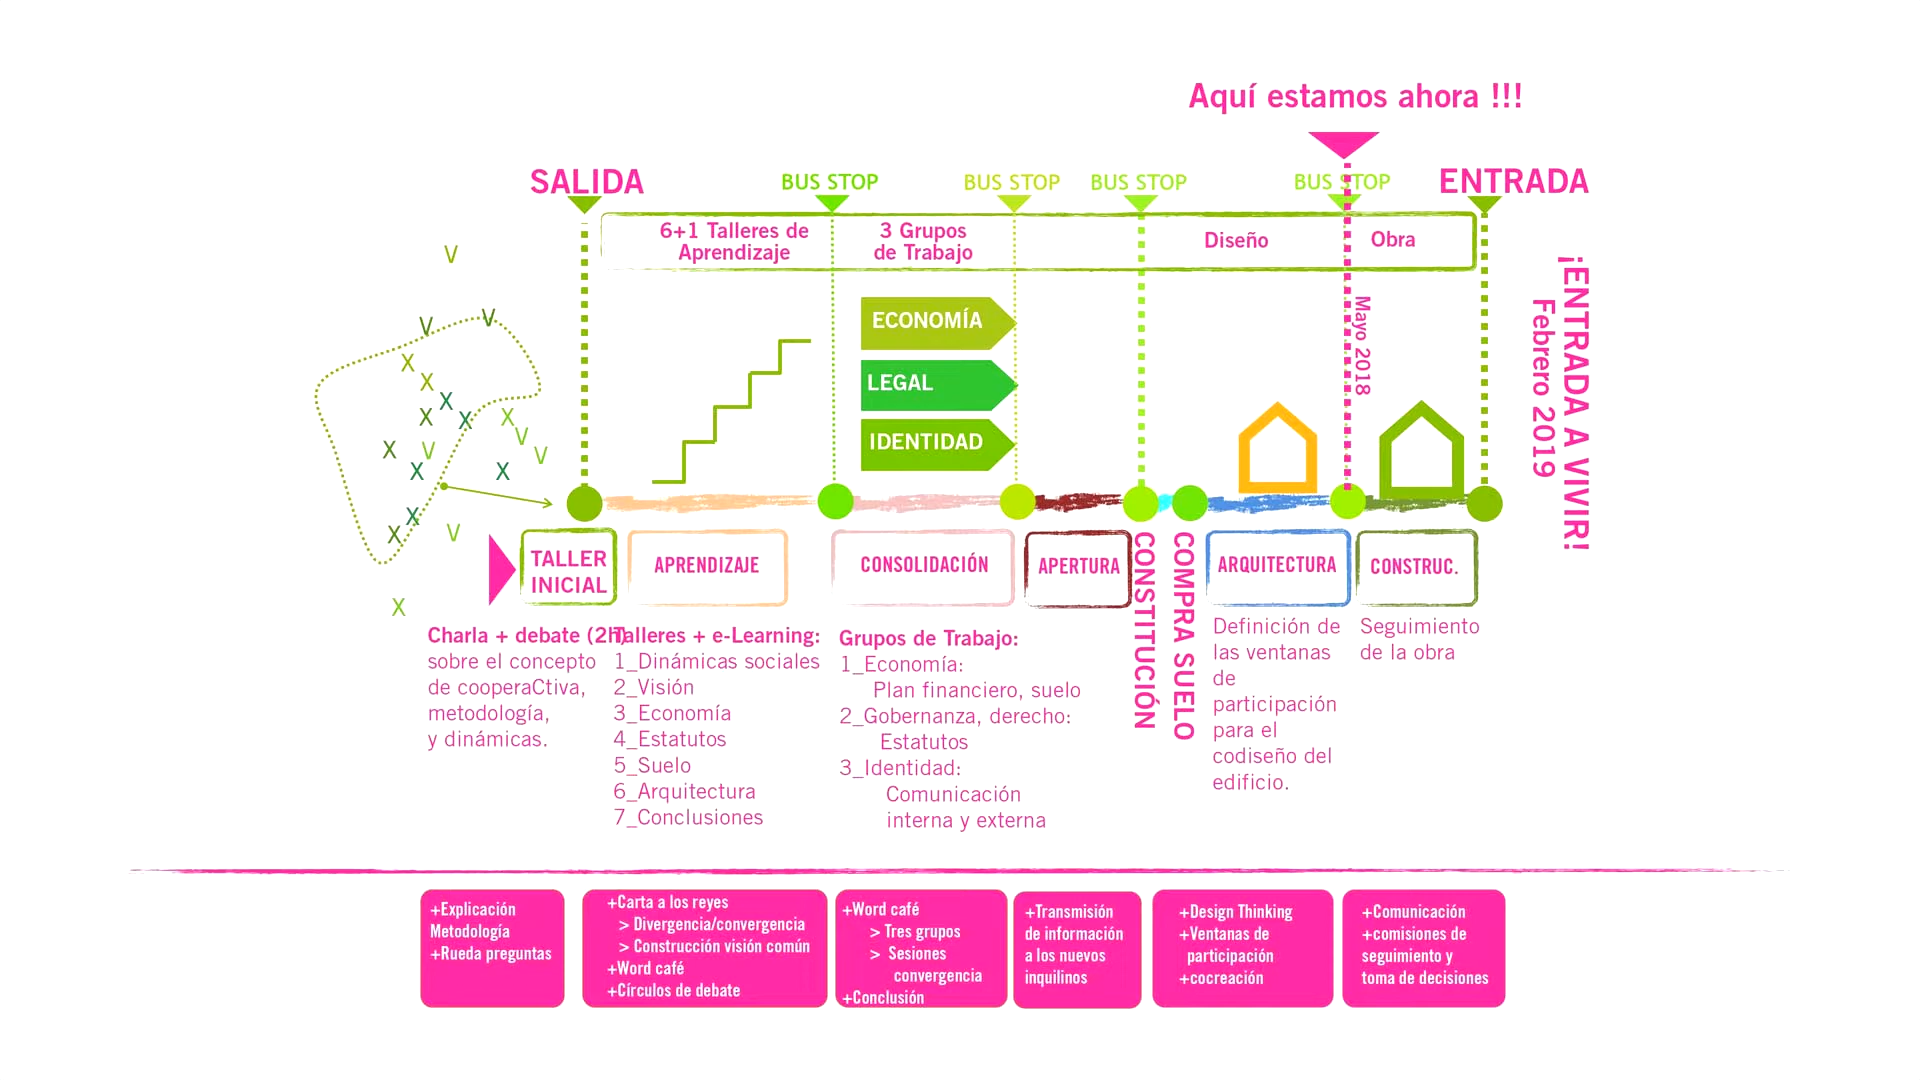 Aquí estamos ahora !!!
SALIDA
BUS STOP
BUS STOP
BUS STOP
BUS STOP
ENTRADA
6+1 Talleres de
Aprendizaje
3 Grupos
de Trabajo
Diseño
Obra
ECONOMÍA
LEGAL
IDENTIDAD
Mayo 2018
¡ENTRADA A VIVIR!
Febrero 2019
V
V
V
X
X
X
X
X
X
V
X
V
V
X
X
X
X
V
X
TALLER
INICIAL
APRENDIZAJE
CONSOLIDACIÓN
APERTURA
CONSTITUCIÓN
COMPRA SUELO
ARQUITECTURA
CONSTRUC.
Charla + debate (2h)
sobre el concepto
de cooperaCtiva,
metodología,
y dinámicas.
Talleres + e-Learning:
1_Dinámicas sociales
2_Visión
3_Economía
4_Estatutos
5_Suelo
6_Arquitectura
7_Conclusiones
Grupos de Trabajo:
1_Economía:
Plan financiero, suelo
2_Gobernanza, derecho:
Estatutos
3_Identidad:
Comunicación
interna y externa
Definición de
las ventanas
de
participación
para el
codiseño del
edificio.
Seguimiento
de la obra
+Explicación
Metodología
+Rueda preguntas
+Carta a los reyes
> Divergencia/convergencia
> Construcción visión común
+Word café
+Círculos de debate
+Word café
> Tres grupos
> Sesiones
convergencia
+Conclusión
+Transmisión
de información
a los nuevos
inquilinos
+Design Thinking
+Ventanas de
participación
+cocreación
+Comunicación
+comisiones de
seguimiento y
toma de decisiones